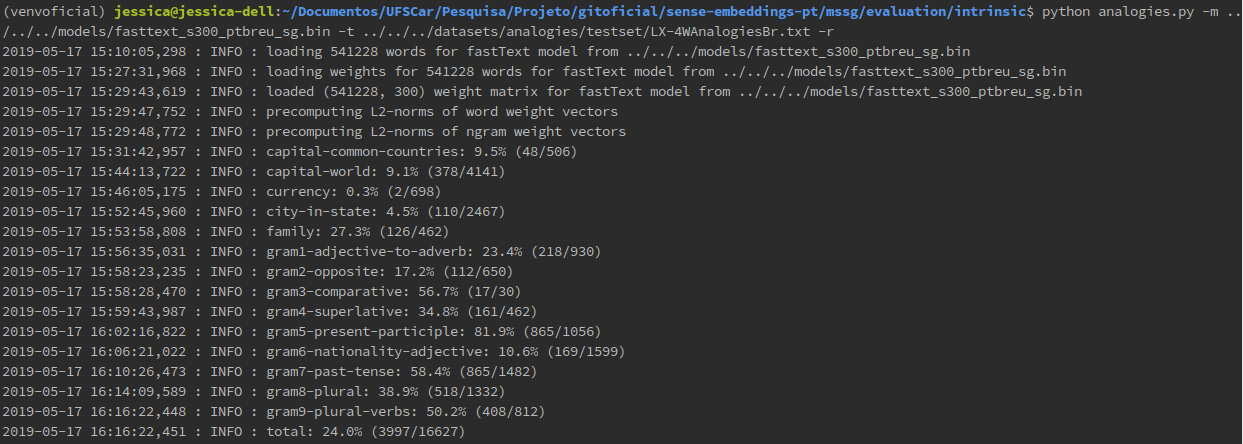 (venvoficial) jessica@jessica-dell:~/Documentos/UFSCar/Pesquisa/Projeto/gitoficial/sense-embeddings-pt/mssg/evaluation/intrinsic$ python analogies.py -m ..
/../../models/fasttext_s300_ptbreu_sg.bin -t ../../../datasets/analogies/testset/LX-4WAnalogiesBr.txt -r
2019-05-17 15:10:05,298 : INFO : loading 541228 words for fastText model from ../../../models/fasttext_s300_ptbreu_sg.bin
2019-05-17 15:27:31,968 : INFO : loading weights for 541228 words for fastText model from ../../../models/fasttext_s300_ptbreu_sg.bin
2019-05-17 15:29:43,619 : INFO : loaded (541228, 300) weight matrix for fastText model from ../../../models/fasttext_s300_ptbreu_sg.bin
2019-05-17 15:29:47,752 : INFO : precomputing L2-norms of word weight vectors
2019-05-17 15:29:48,772 : INFO : precomputing L2-norms of ngram weight vectors
2019-05-17 15:31:42,957 : INFO : capital-common-countries: 9.5% (48/506)
2019-05-17 15:44:13,722 : INFO : capital-world: 9.1% (378/4141)
2019-05-17 15:46:05,175 : INFO : currency: 0.3% (2/698)
2019-05-17 15:52:45,960 : INFO : city-in-state: 4.5% (110/2467)
2019-05-17 15:53:58,808 : INFO : family: 27.3% (126/462)
2019-05-17 15:56:35,031 : INFO : gram1-adjective-to-adverb: 23.4% (218/930)
2019-05-17 15:58:23,235 : INFO : gram2-opposite: 17.2% (112/650)
2019-05-17 15:58:28,470 : INFO : gram3-comparative: 56.7% (17/30)
2019-05-17 15:59:43,987 : INFO : gram4-superlative: 34.8% (161/462)
2019-05-17 16:02:16,822 : INFO : gram5-present-participle: 81.9% (865/1056)
2019-05-17 16:06:21,022 : INFO : gram6-nationality-adjective: 10.6% (169/1599)
2019-05-17 16:10:26,473 : INFO : gram7-past-tense: 58.4% (865/1482)
2019-05-17 16:14:09,589 : INFO : gram8-plural: 38.9% (518/1332)
2019-05-17 16:16:22,448 : INFO : gram9-plural-verbs: 50.2% (408/812)
2019-05-17 16:16:22,451 : INFO : total: 24.0% (3997/16627)